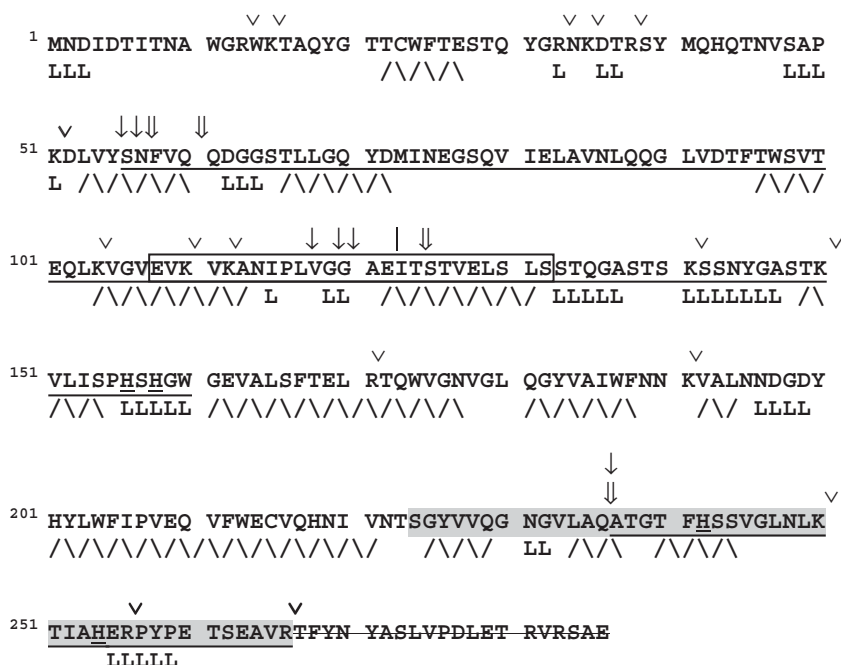 ∨ ∨ ∨ ∨ ∨
1 MNDIDTITNA WGRWKTAQYG TTCWFTESTQ YGRNKDTRSY MQHQTNVSAP
LLL /\/\/\ L LL LLL
∨ ↓↓⇓ ⇓
51 KDLVYSNFVQ QDGGSTLLGQ YDMINEGSQV IELAVNLQQG LVDTFTWSVT
L /\/\/\/\ LLL /\/\/\/\ /\/\/
∨ ∨ ∨ ↓ ↓↓ | ⇓ ∨ ∨
101 EQLKVGVEVK VKANIPLVGG AEITSTVELS LSSTQGASTS KSSNYGASTK
/\/\/\/\/\ L LL /\/\/\/\/\ LLLLL LLLLLLL /\
∨ ∨
151 VLISPHSHGW GEVALSFTEL RTQWVGNVGL QGYVAIWFNN KVALNNDGDY
/\/\ LLLLL /\/\/\/\/\/\/\/\/\ /\/\/\/ /\/ LLLL
↓
⇓ ∨
201 HYLWFIPVEQ VFWECVQHNI VNTSGYVVQG NGVLAQATGT FHSSVGLNLK
/\/\/\/\/\/\/\/\/\/\/\ /\/\/ LL /\/ /\/\/
∨ ∨
251 TIAHERPYPE TSEAVRTFYN YASLVPDLET RVRSAE
LLLLL